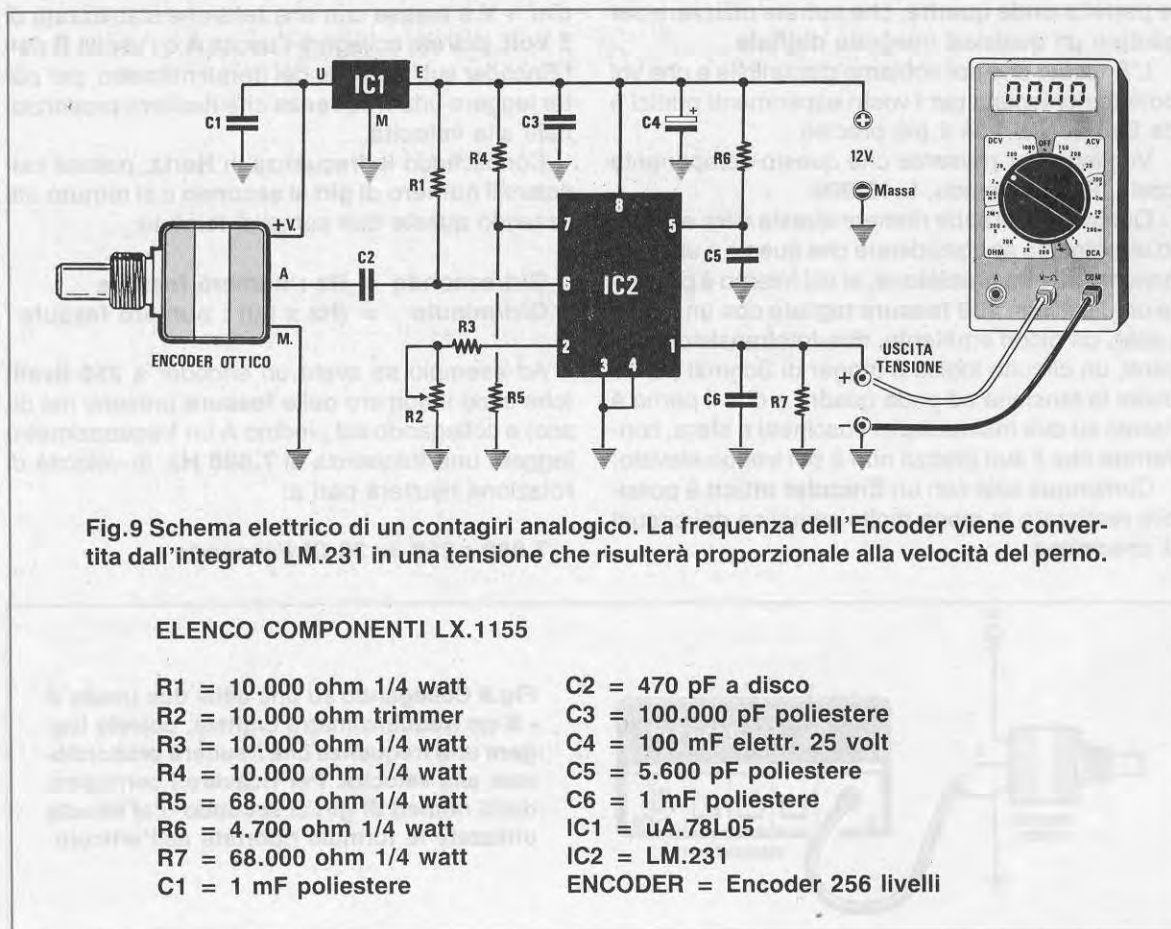 U
IC1
E
M
C1
R1
R4
C3
C4
R6
12V
Massa
+V.
A
M.
ENCODER OTTICO
C2
7
8
5
6
IC2
2
3
4
1
C5
R3
R2
R5
C6
R7
USCITA
TENSIONE
+
−
DCV
OFF
ACV
OHM
DCA
A
V-Ω
COM
Fig.9 Schema elettrico di un contagiri analogico. La frequenza dell'Encoder viene conver-
tita dall'integrato LM.231 in una tensione che risulterà proporzionale alla velocità del perno.
ELENCO COMPONENTI LX.1155
R1 = 10.000 ohm 1/4 watt
R2 = 10.000 ohm trimmer
R3 = 10.000 ohm 1/4 watt
R4 = 10.000 ohm 1/4 watt
R5 = 68.000 ohm 1/4 watt
R6 = 4.700 ohm 1/4 watt
R7 = 68.000 ohm 1/4 watt
C1 = 1 mF poliestere
C2 = 470 pF a disco
C3 = 100.000 pF poliestere
C4 = 100 mF elettr. 25 volt
C5 = 5.600 pF poliestere
C6 = 1 mF poliestere
IC1 = uA.78L05
IC2 = LM.231
ENCODER = Encoder 256 livelli